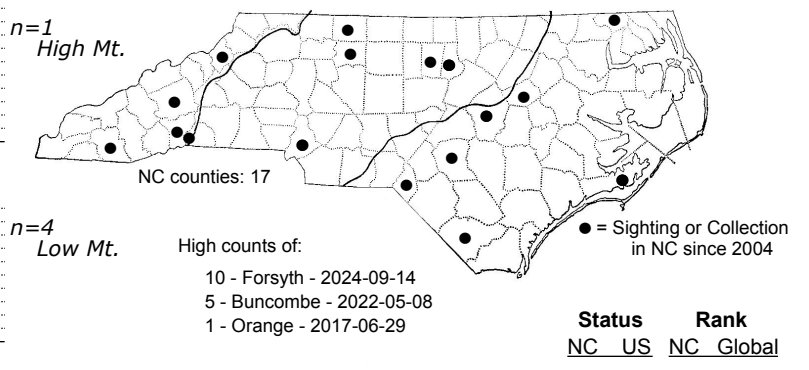 n=1
High Mt.
NC counties: 17
n=4
Low Mt.
High counts of:
10 - Forsyth - 2024-09-14
5 - Buncombe - 2022-05-08
1 - Orange - 2017-06-29
● = Sighting or Collection
in NC since 2004
Status Rank
NC US NC Global